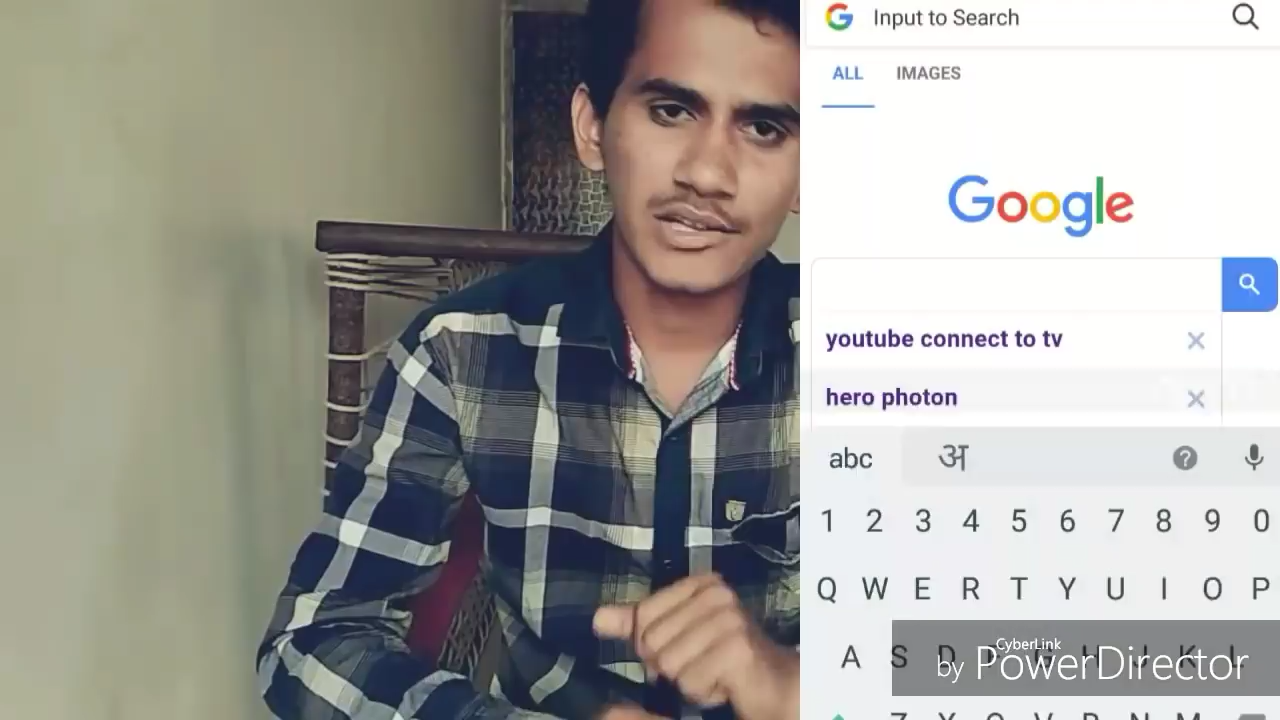 Input to Search
ALL IMAGES
Google
youtube connect to tv
hero photon
abc अ
1 2 3 4 5 6 7 8 9 0
Q W E R T Y U I O P
A S D F G H J K L
CyberLink
by PowerDirector
Z X C V B N M